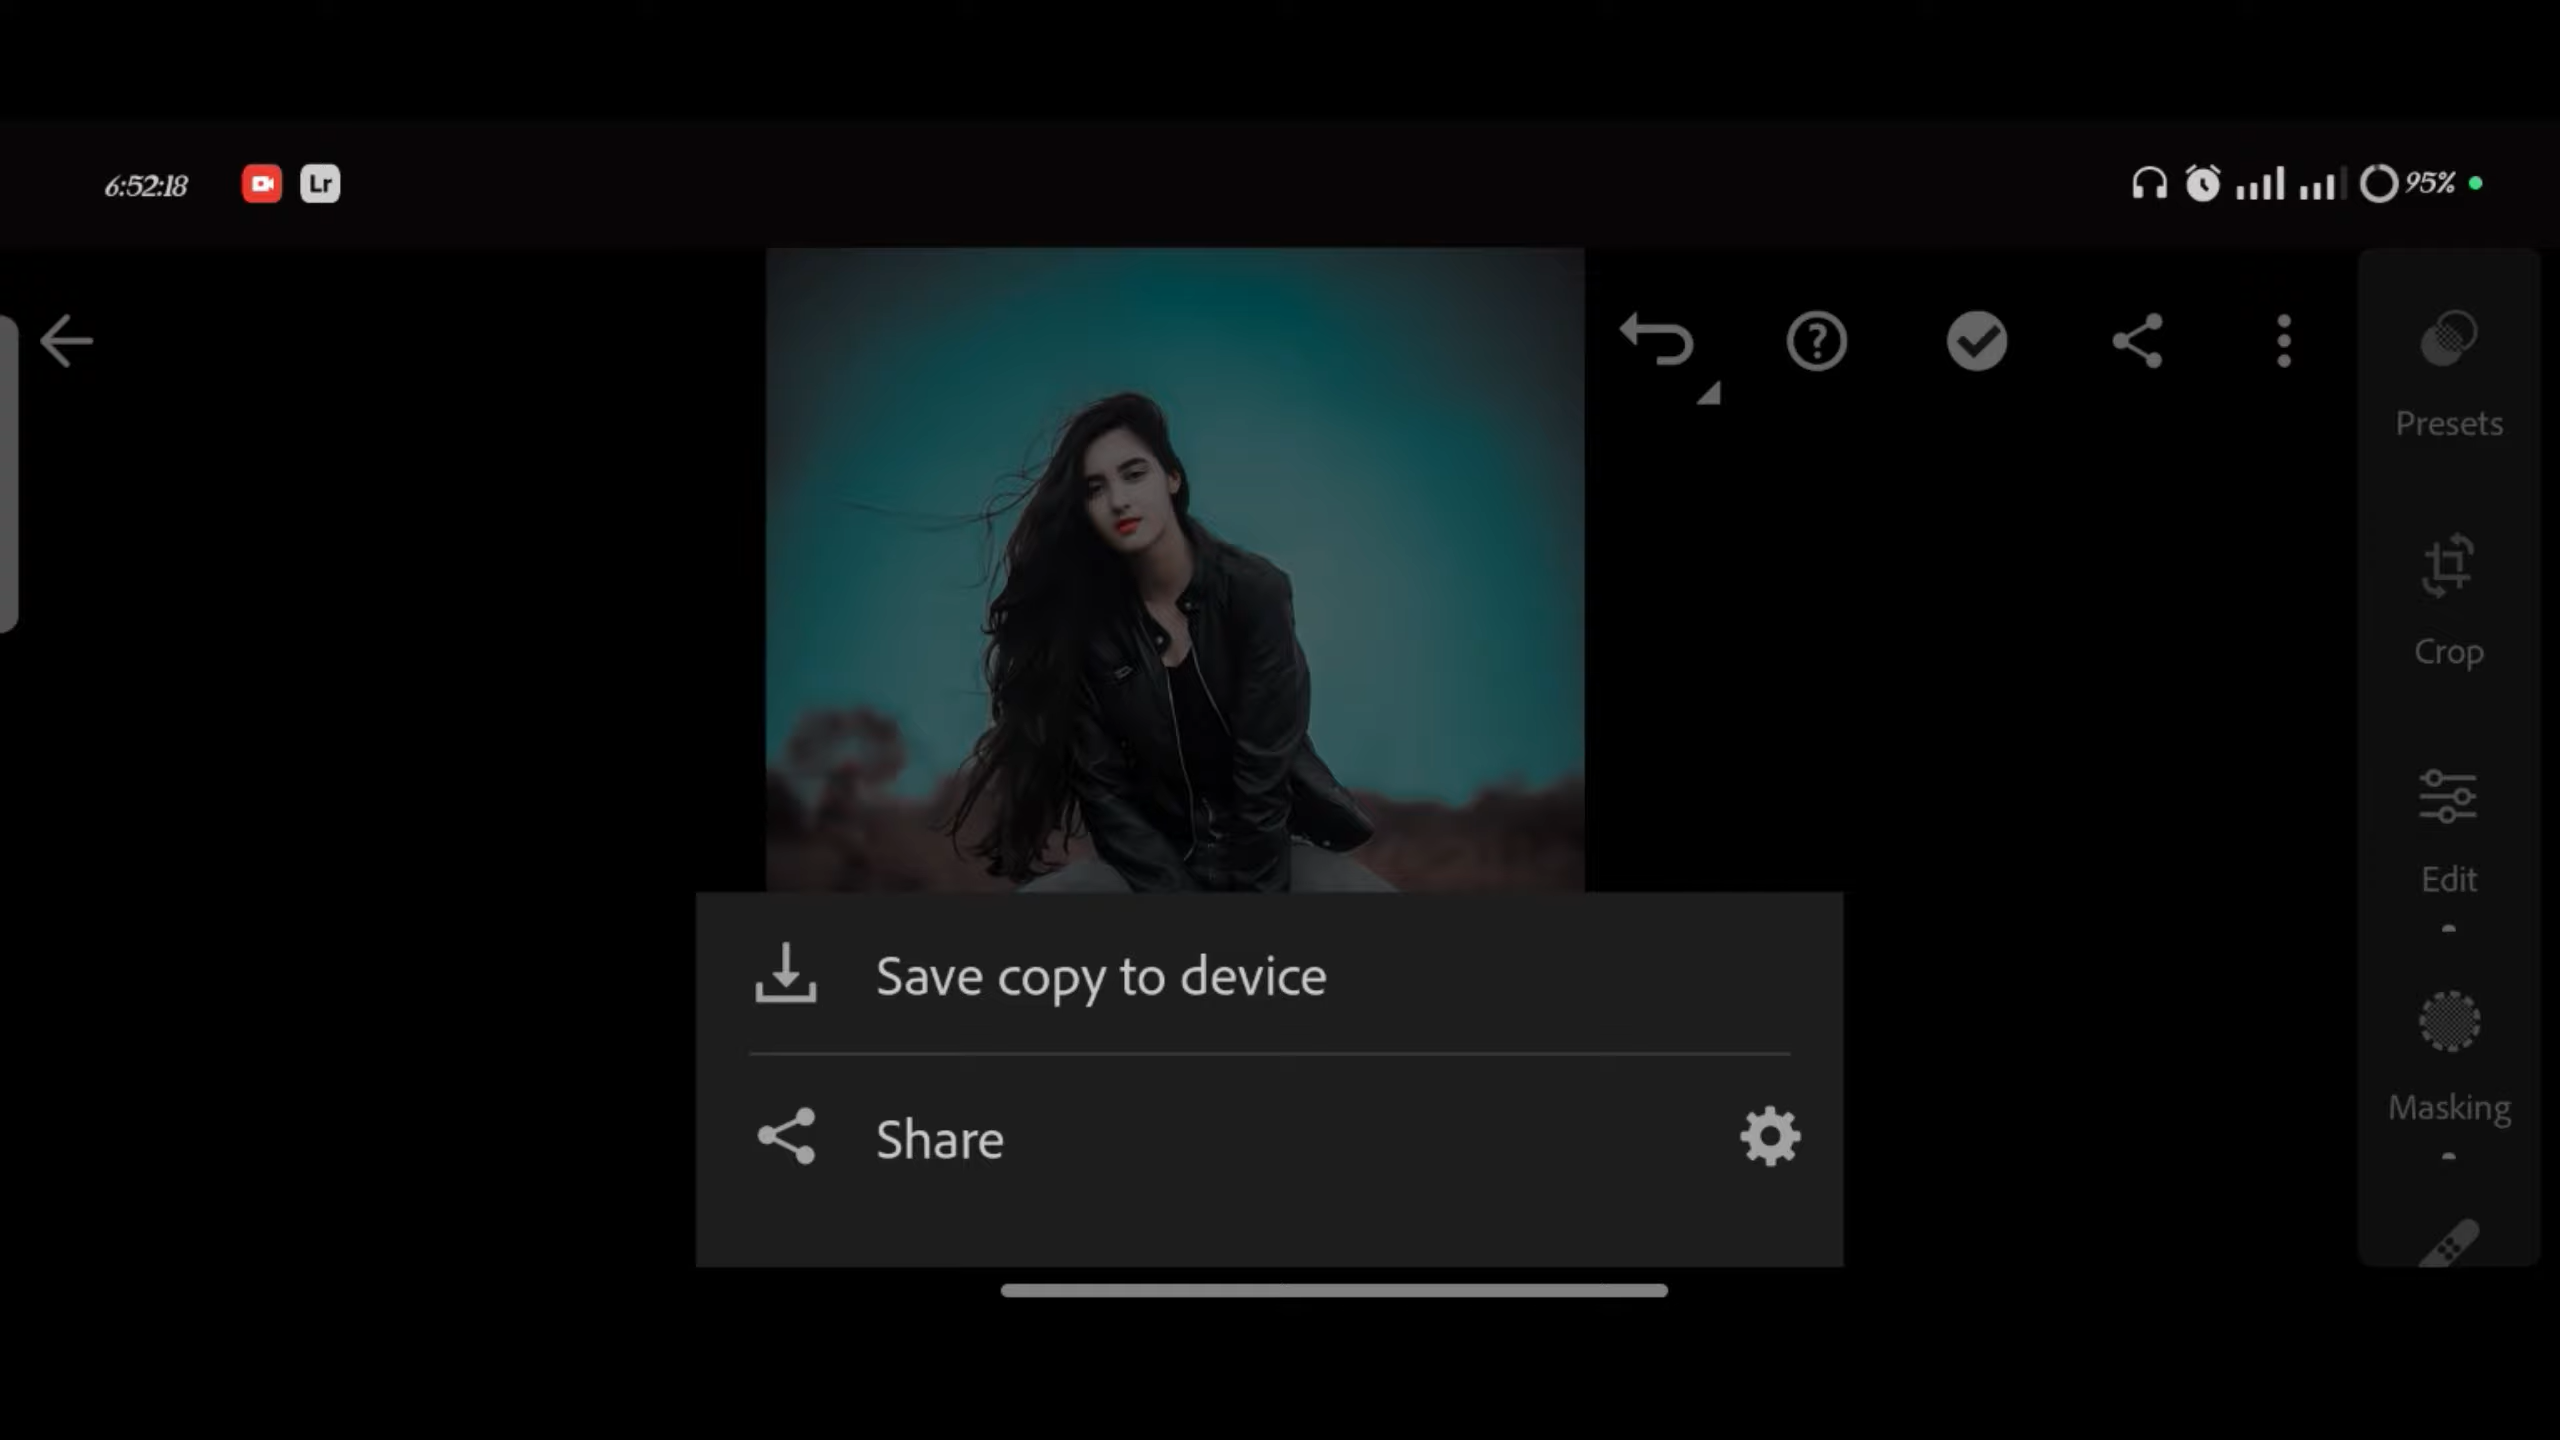 6:52:18
Lr
95%
Presets
Crop
Edit
Masking
Save copy to device
Share